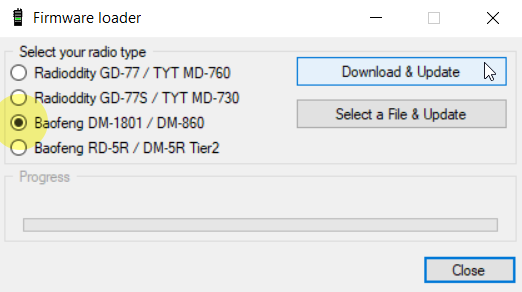 Firmware loader
Select your radio type
Radioddity GD-77 / TYT MD-760
Radioddity GD-77S / TYT MD-730
Baofeng DM-1801 / DM-860
Baofeng RD-5R / DM-5R Tier2
Download & Update
Select a File & Update
Progress
Close